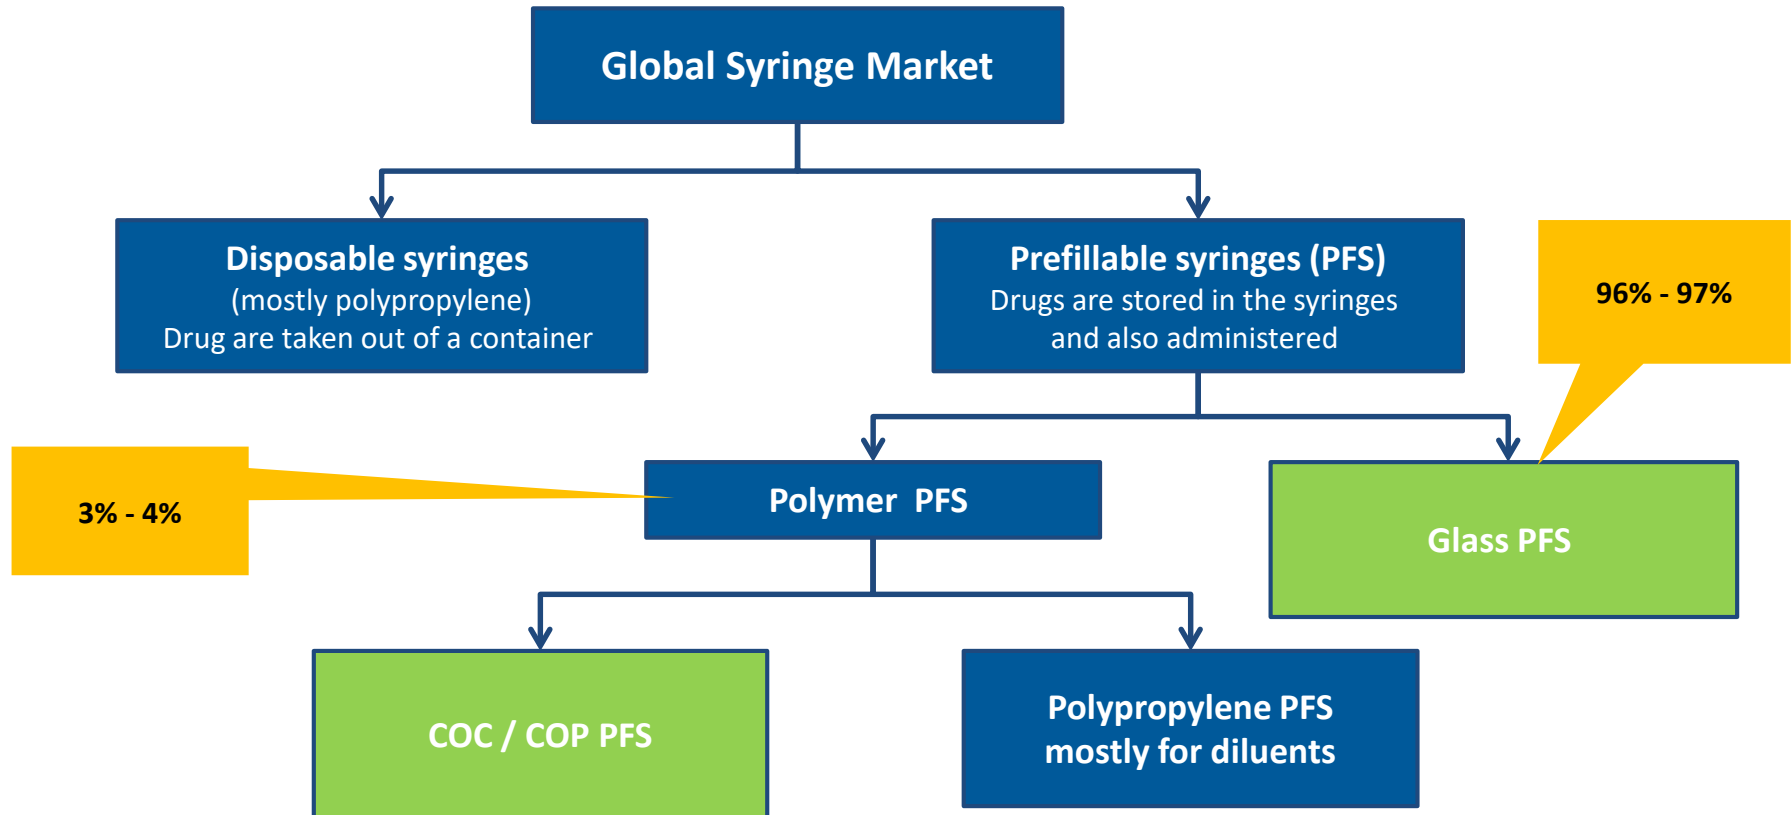 Global Syringe Market
Disposable syringes
(mostly polypropylene)
Drug are taken out of a container
Prefillable syringes (PFS)
Drugs are stored in the syringes
and also administered
96% - 97%
3% - 4%
Polymer  PFS
Glass PFS
COC / COP PFS
Polypropylene PFS
mostly for diluents